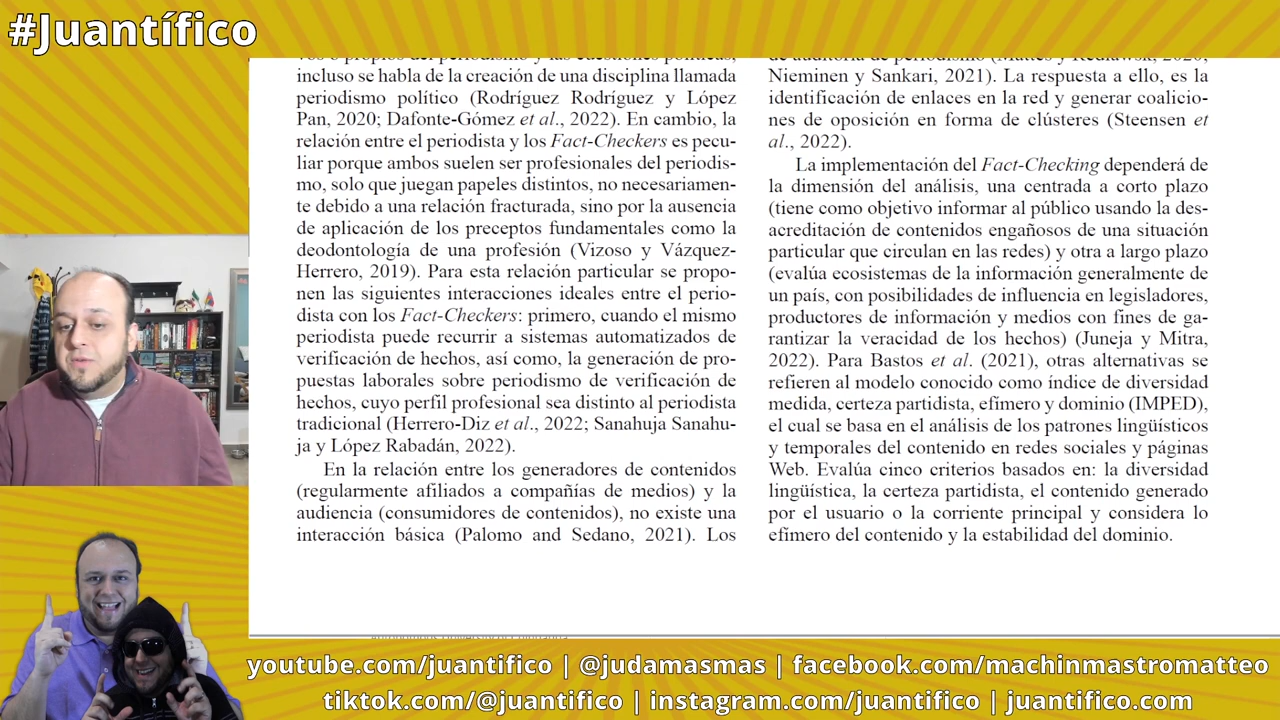 #Juantífico
vos o propios del periodismo y las cuestiones políticas,
incluso se habla de la creación de una disciplina llamada
periodismo político (Rodríguez Rodríguez y López
Pan, 2020; Dafonte-Gómez et al., 2022). En cambio, la
relación entre el periodista y los Fact-Checkers es pecu-
liar porque ambos suelen ser profesionales del periodis-
mo, solo que juegan papeles distintos, no necesariamen-
te debido a una relación fracturada, sino por la ausencia
de aplicación de los preceptos fundamentales como la
deodontología de una profesión (Vizoso y Vázquez-
Herrero, 2019). Para esta relación particular se propo-
nen las siguientes interacciones ideales entre el perio-
dista con los Fact-Checkers: primero, cuando el mismo
periodista puede recurrir a sistemas automatizados de
verificación de hechos, así como, la generación de pro-
puestas laborales sobre periodismo de verificación de
hechos, cuyo perfil profesional sea distinto al periodista
tradicional (Herrero-Diz et al., 2022; Sanahuja Sanahu-
ja y López Rabadán, 2022).
En la relación entre los generadores de contenidos
(regularmente afiliados a compañías de medios) y la
audiencia (consumidores de contenidos), no existe una
interacción básica (Palomo and Sedano, 2021). Los
de auditoría de periodismo (Mattes y Redlawsk, 2020;
Nieminen y Sankari, 2021). La respuesta a ello, es la
identificación de enlaces en la red y generar coalicio-
nes de oposición en forma de clústeres (Steensen et
al., 2022).
La implementación del Fact-Checking dependerá de
la dimensión del análisis, una centrada a corto plazo
(tiene como objetivo informar al público usando la des-
acreditación de contenidos engañosos de una situación
particular que circulan en las redes) y otra a largo plazo
(evalúa ecosistemas de la información generalmente de
un país, con posibilidades de influencia en legisladores,
productores de información y medios con fines de ga-
rantizar la veracidad de los hechos) (Juneja y Mitra,
2022). Para Bastos et al. (2021), otras alternativas se
refieren al modelo conocido como índice de diversidad
medida, certeza partidista, efímero y dominio (IMPED),
el cual se basa en el análisis de los patrones lingüísticos
y temporales del contenido en redes sociales y páginas
Web. Evalúa cinco criterios basados en: la diversidad
lingüística, la certeza partidista, el contenido generado
por el usuario o la corriente principal y considera lo
efímero del contenido y la estabilidad del dominio.
youtube.com/juantifico | @judamasmas | facebook.com/machinmastromatteo
tiktok.com/@juantifico | instagram.com/juantifico | juantifico.com